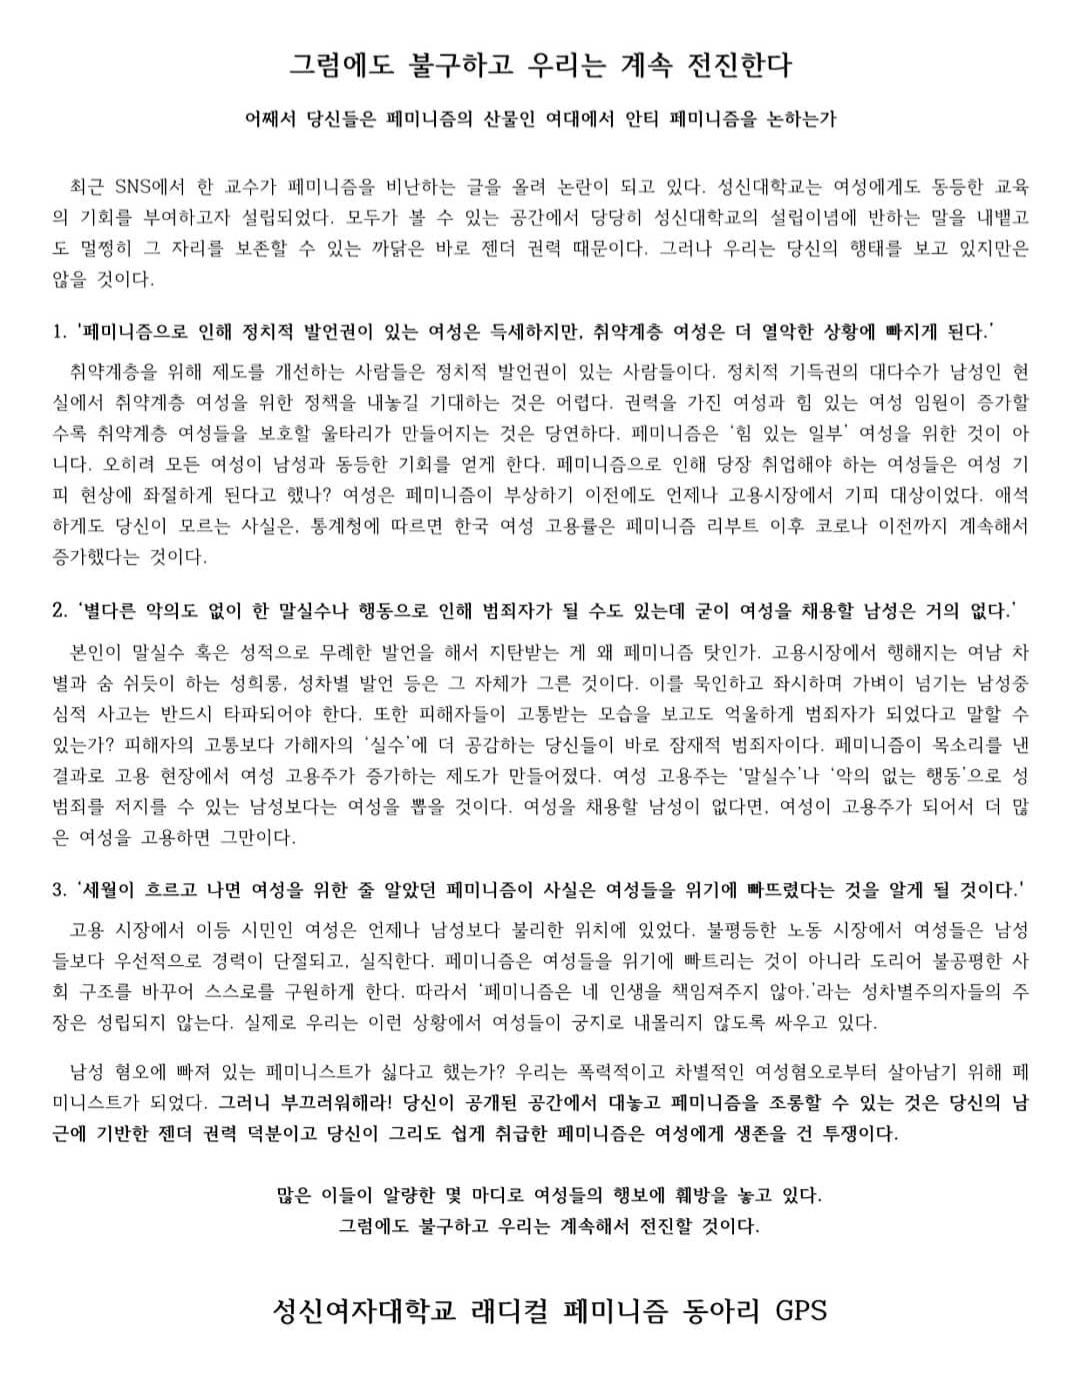 그럼에도 불구하고 우리는 계속 전진한다
어째서 당신들은 페미니즘의 산물인 여대에서 안티 페미니즘을 논하는가
최근 SNS에서 한 교수가 페미니즘을 비난하는 글을 올려 논란이 되고 있다. 성신대학교는 여성에게도 동등한 교육
의 기회를 부여하고자 설립되었다. 모두가 볼 수 있는 공간에서 당당히 성신대학교의 설립이념에 반하는 말을 내뱉고
도 멀쩡히 그 자리를 보존할 수 있는 까닭은 바로 젠더 권력 때문이다. 그러나 우리는 당신의 행태를 보고 있지만은
않을 것이다.
1. '페미니즘으로 인해 정치적 발언권이 있는 여성은 득세하지만, 취약계층 여성은 더 열악한 상황에 빠지게 된다.'
취약계층을 위해 제도를 개선하는 사람들은 정치적 발언권이 있는 사람들이다. 정치적 기득권의 대다수가 남성인 현
실에서 취약계층 여성을 위한 정책을 내놓길 기대하는 것은 어렵다. 권력을 가진 여성과 힘 있는 여성 임원이 증가할
수록 취약계층 여성들을 보호할 울타리가 만들어지는 것은 당연하다. 페미니즘은 '힘 있는 일부' 여성을 위한 것이 아
니다. 오히려 모든 여성이 남성과 동등한 기회를 얻게 한다. 페미니즘으로 인해 당장 취업해야 하는 여성들은 여성 기
피 현상에 좌절하게 된다고 했나? 여성은 페미니즘이 부상하기 이전에도 언제나 고용시장에서 기피 대상이었다. 애석
하게도 당신이 모르는 사실은, 통계청에 따르면 한국 여성 고용률은 페미니즘 리부트 이후 코로나 이전까지 계속해서
증가했다는 것이다.
2. '별다른 악의도 없이 한 말실수나 행동으로 인해 범죄자가 될 수도 있는데 굳이 여성을 채용할 남성은 거의 없다.'
본인이 말실수 혹은 성적으로 무례한 발언을 해서 지탄받는 게 왜 페미니즘 탓인가. 고용시장에서 행해지는 여남 차
별과 숨 쉬듯이 하는 성희롱, 성차별 발언 등은 그 자체가 그른 것이다. 이를 묵인하고 좌시하며 가벼이 넘기는 남성중
심적 사고는 반드시 타파되어야 한다. 또한 피해자들이 고통받는 모습을 보고도 억울하게 범죄자가 되었다고 말할 수
있는가? 피해자의 고통보다 가해자의 '실수'에 더 공감하는 당신들이 바로 잠재적 범죄자이다. 페미니즘이 목소리를 낸
결과로 고용 현장에서 여성 고용주가 증가하는 제도가 만들어졌다. 여성 고용주는 '말실수'나 '악의 없는 행동'으로 성
범죄를 저지를 수 있는 남성보다는 여성을 뽑을 것이다. 여성을 채용할 남성이 없다면, 여성이 고용주가 되어서 더 많
은 여성을 고용하면 그만이다.
3. '세월이 흐르고 나면 여성을 위한 줄 알았던 페미니즘이 사실은 여성들을 위기에 빠뜨렸다는 것을 알게 될 것이다.'
고용 시장에서 이등 시민인 여성은 언제나 남성보다 불리한 위치에 있었다. 불평등한 노동 시장에서 여성들은 남성
들보다 우선적으로 경력이 단절되고, 실직한다. 페미니즘은 여성들을 위기에 빠트리는 것이 아니라 도리어 불공평한 사
회 구조를 바꾸어 스스로를 구원하게 한다. 따라서 '페미니즘은 네 인생을 책임져주지 않아.'라는 성차별주의자들의 주
장은 성립되지 않는다. 실제로 우리는 이런 상황에서 여성들이 궁지로 내몰리지 않도록 싸우고 있다.
남성 혐오에 빠져 있는 페미니스트가 싫다고 했는가? 우리는 폭력적이고 차별적인 여성혐오로부터 살아남기 위해 페
미니스트가 되었다. 그러니 부끄러워해라! 당신이 공개된 공간에서 대놓고 페미니즘을 조롱할 수 있는 것은 당신의 남
근에 기반한 젠더 권력 덕분이고 당신이 그리도 쉽게 취급한 페미니즘은 여성에게 생존을 건 투쟁이다.
많은 이들이 알량한 몇 마디로 여성들의 행보에 훼방을 놓고 있다.
그럼에도 불구하고 우리는 계속해서 전진할 것이다.
성신여자대학교 래디컬 페미니즘 동아리 GPS